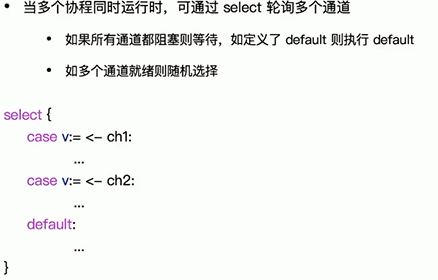 • 当多个协程同时运行时，可通过 select 轮询多个通道
• 如果所有通道都阻塞则等待，如定义了 default 则执行 default
• 如多个通道就绪则随机选择
select {
case v:= <- ch1:
...
case v:= <- ch2:
...
default:
...
}